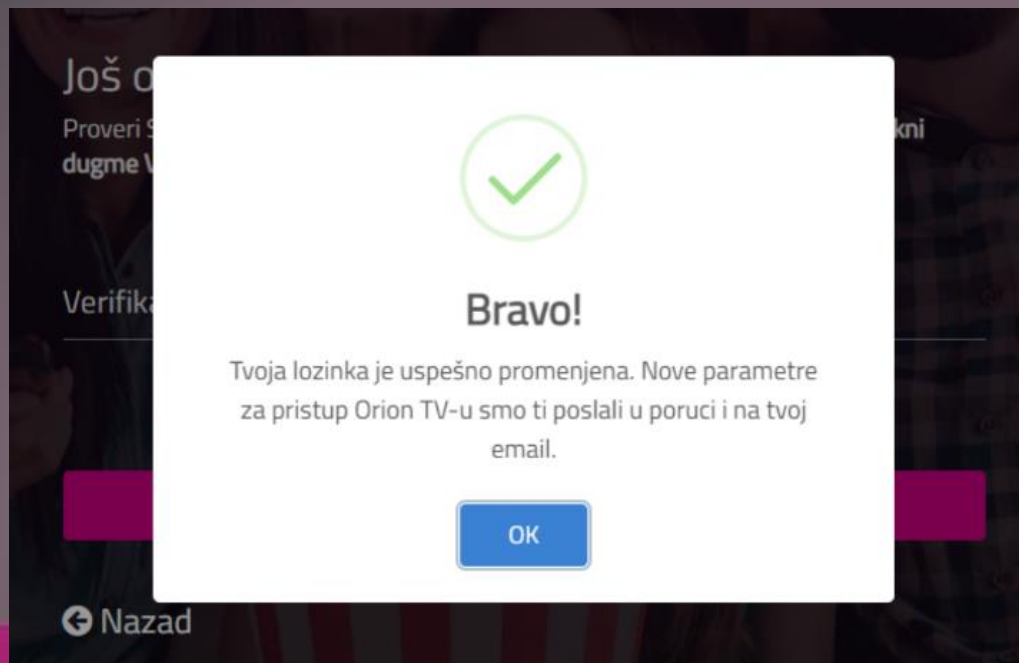 Još o
Proveri S
kni
dugme V
Verifika
Bravo!
Tvoja lozinka je uspešno promenjena. Nove parametre
za pristup Orion TV-u smo ti poslali u poruci i na tvoj
email.
OK
Nazad